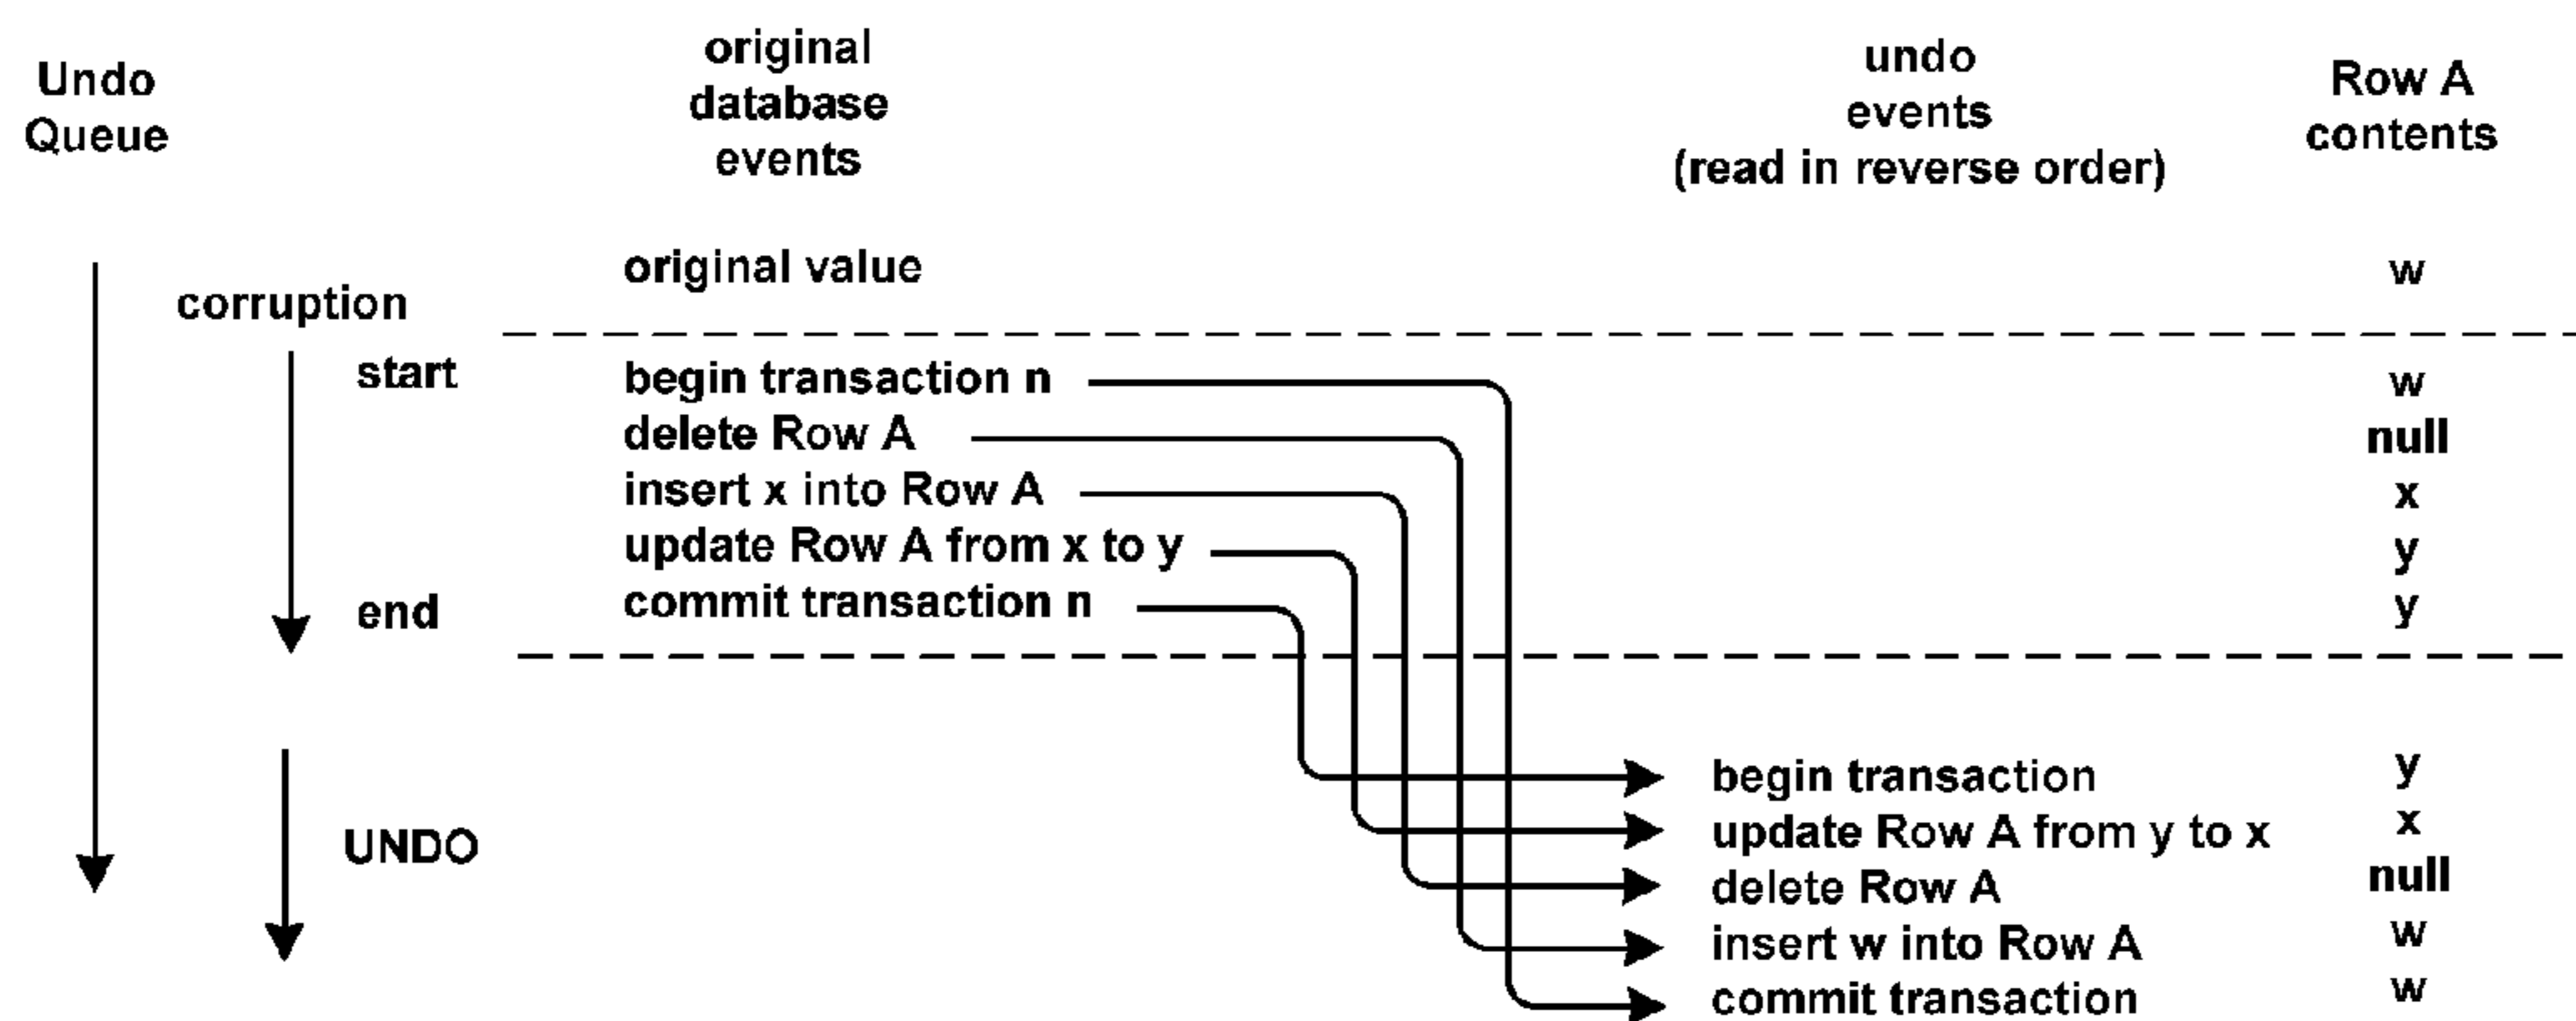 Undo
Queue
original
database
events
undo
events
(read in reverse order)
Row A
contents
original value
w
corruption
start
begin transaction n
w
delete Row A
null
insert x into Row A
x
update Row A from x to y
y
end
commit transaction n
y
begin transaction
y
UNDO
update Row A from y to x
x
delete Row A
null
insert w into Row A
w
commit transaction
w